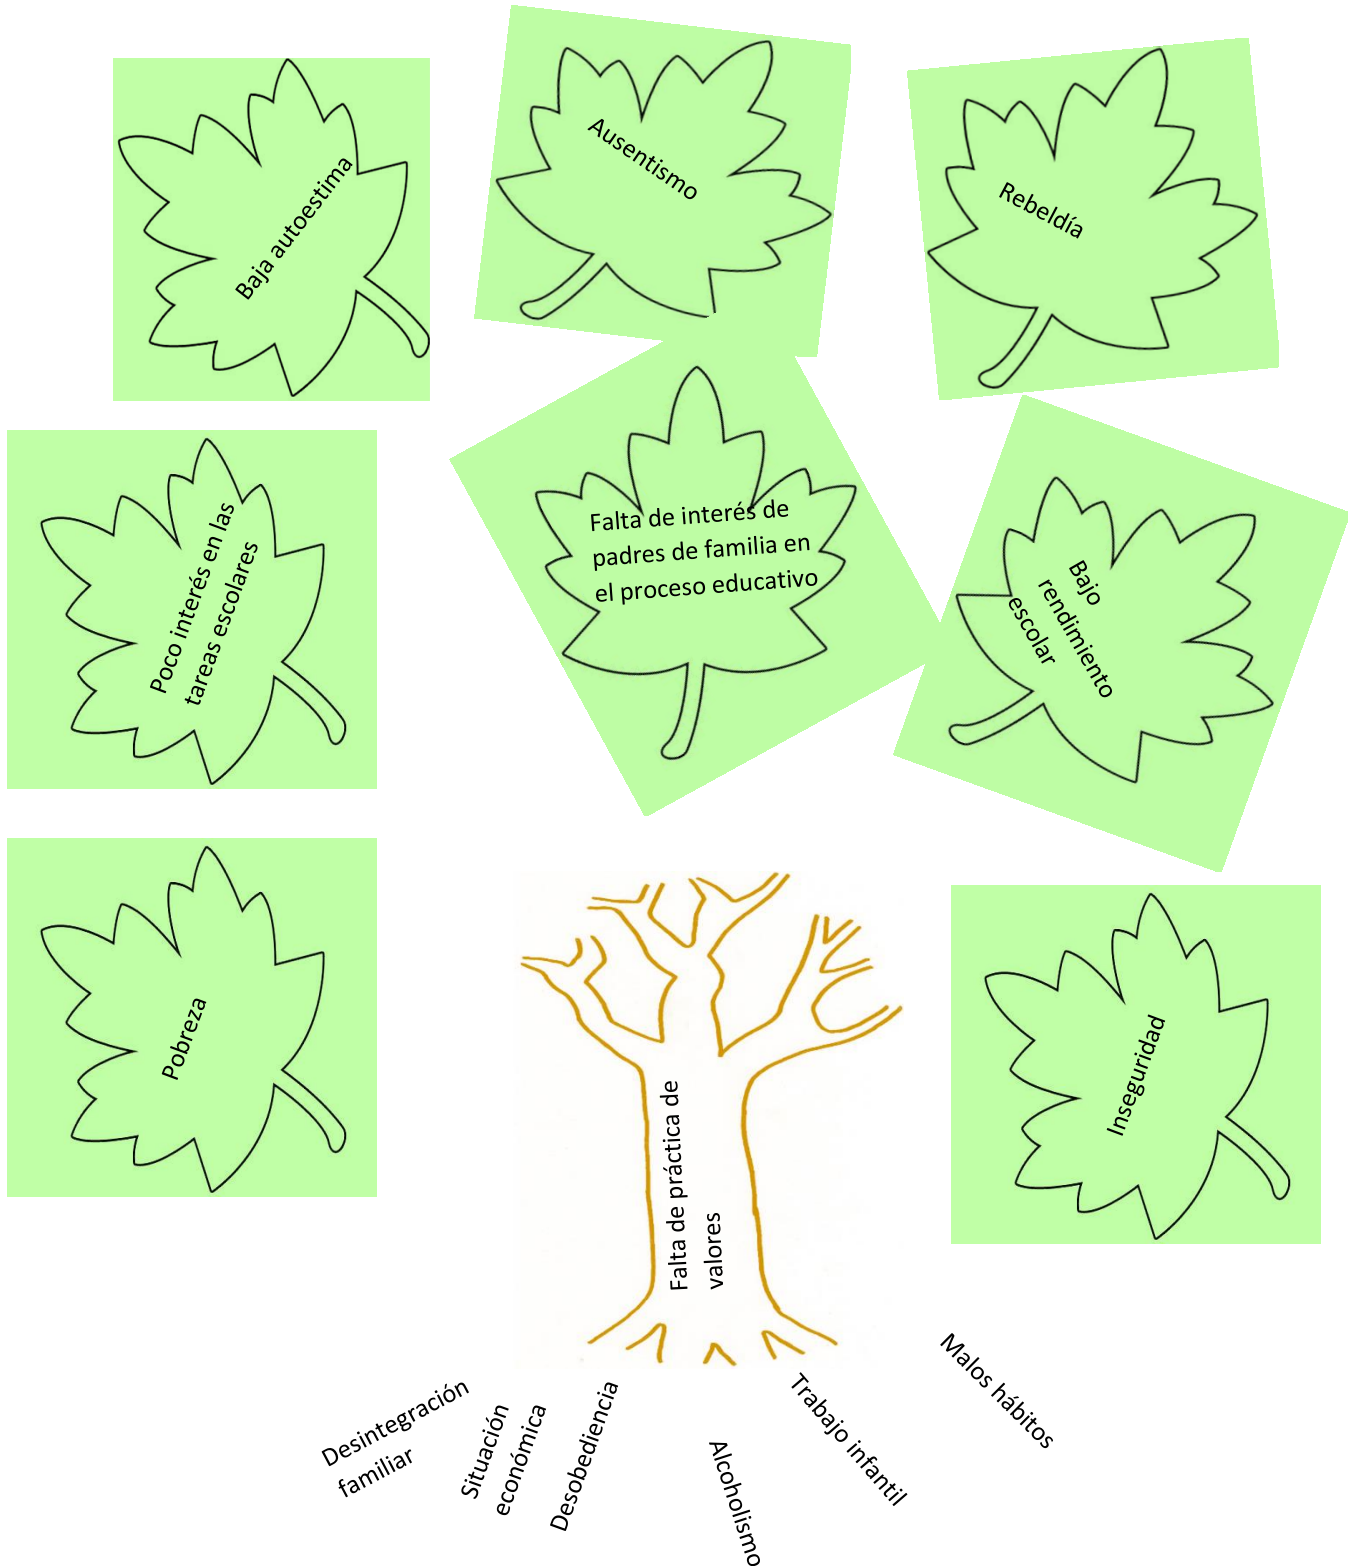 Baja autoestima
Ausentismo
Rebeldía
Poco interés en las
tareas escolares
Falta de interés de
padres de familia en
el proceso educativo
Bajo
rendimiento
escolar
Pobreza
Falta de práctica de
valores
Inseguridad
Desintegración
familiar
Situación
económica
Desobediencia
Alcoholismo
Trabajo infantil
Malos hábitos